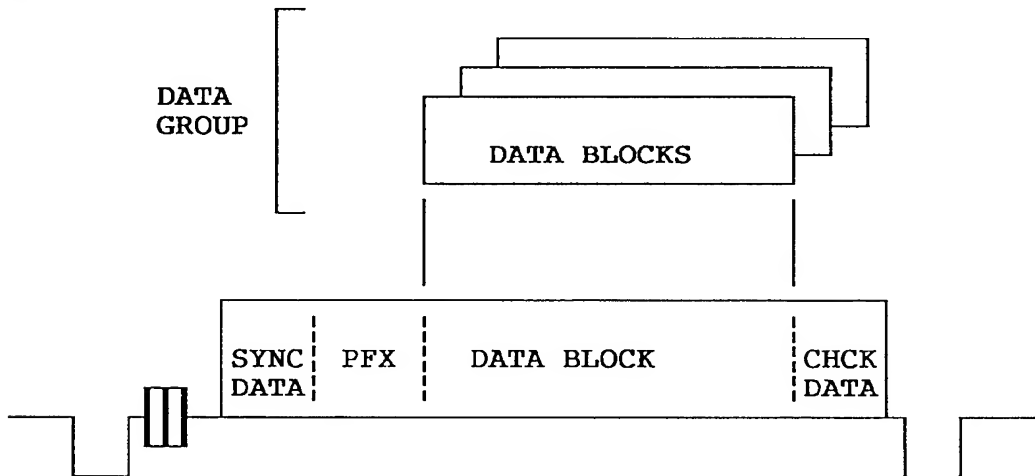 DATA
GROUP
DATA BLOCKS
SYNC
DATA
PFX
DATA BLOCK
CHCK
DATA